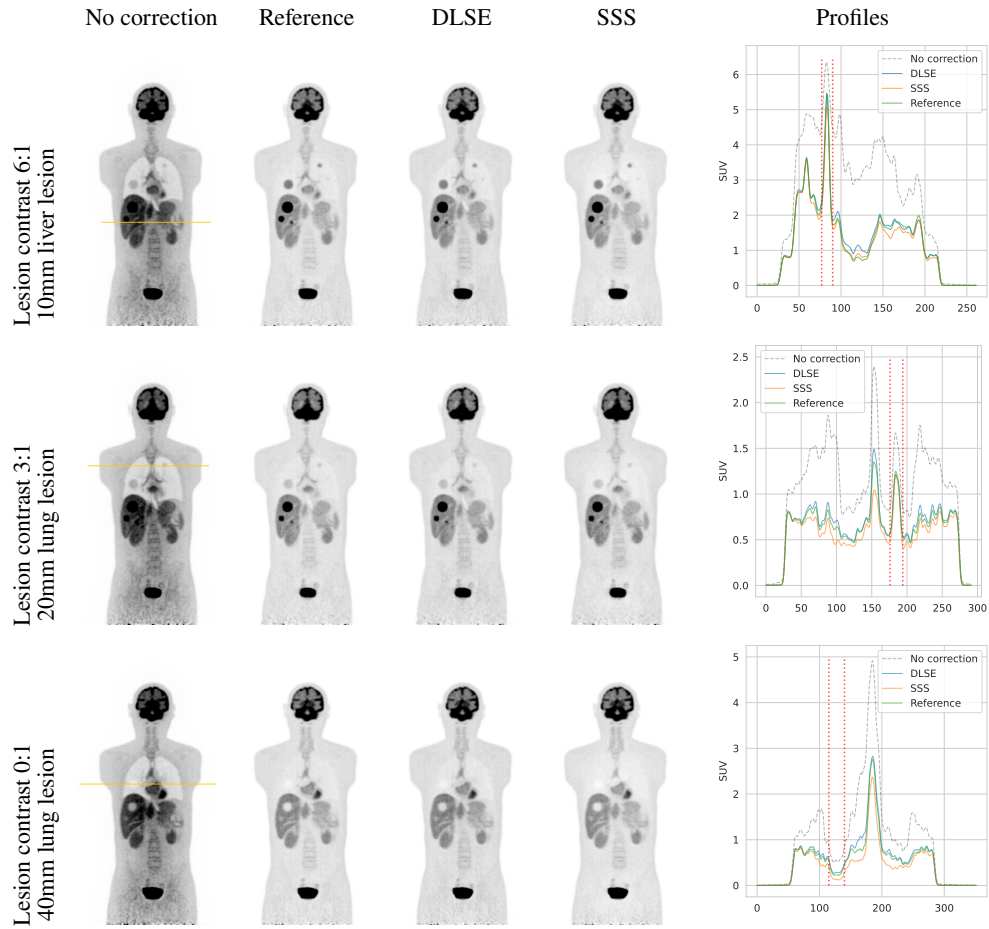 No correction Reference DLSE SSS Profiles
Lesion contrast 6:1
10mm liver lesion
SUV
6
5
4
3
2
1
0
0 50 100 150 200 250
No correction
DLSE
SSS
Reference
Lesion contrast 3:1
20mm lung lesion
SUV
2.5
2.0
1.5
1.0
0.5
0.0
0 50 100 150 200 250 300
No correction
DLSE
SSS
Reference
Lesion contrast 0:1
40mm lung lesion
SUV
5
4
3
2
1
0
0 100 200 300
No correction
DLSE
SSS
Reference